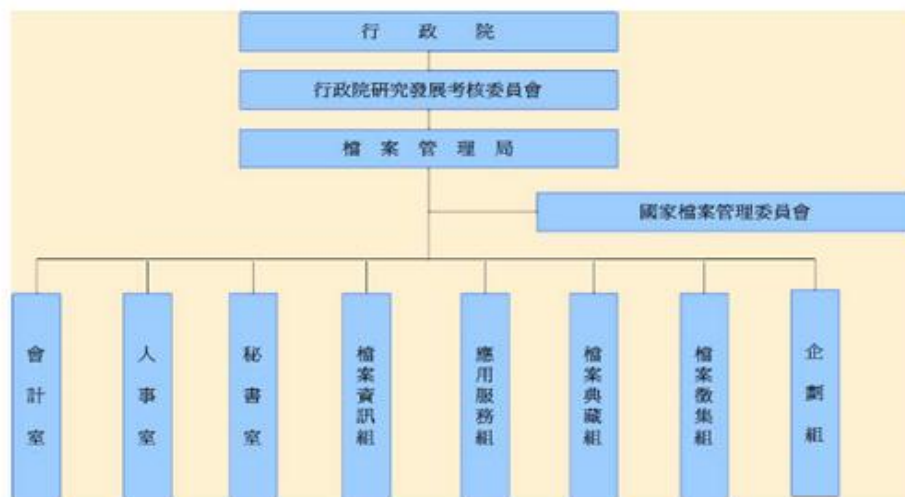 行政院
行政院研究發展考核委員會
檔案管理局
國家檔案管理委員會
會計室
人事室
秘書室
檔案資訊組
應用服務組
檔案典藏組
檔案徵集組
企劃組